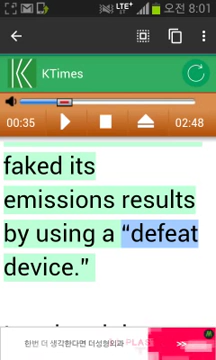 LTE+ 오전 8:01
KTimes
00:35
02:48
faked its
emissions results
by using a “defeat
device.”
한번 더 생각한다면 더성형외과
>>